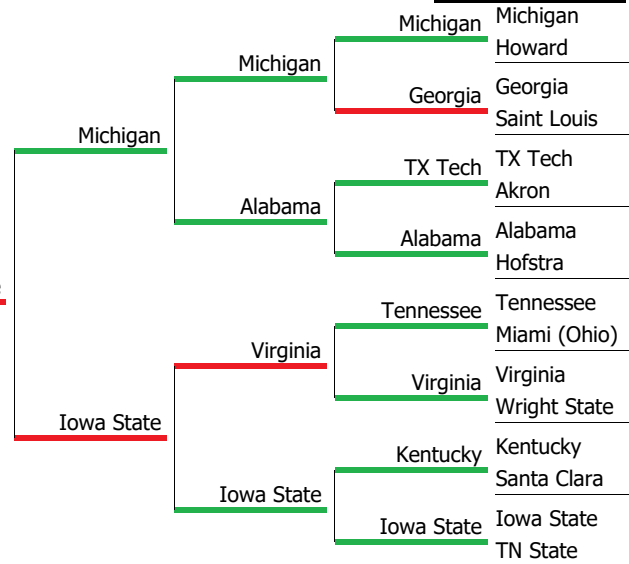 Michigan
Michigan
Howard
Michigan
Georgia
Georgia
Saint Louis
Michigan
TX Tech
TX Tech
Akron
Alabama
Alabama
Alabama
Hofstra
Tennessee
Tennessee
Miami (Ohio)
Virginia
Virginia
Virginia
Wright State
Iowa State
Kentucky
Kentucky
Santa Clara
Iowa State
Iowa State
Iowa State
TN State